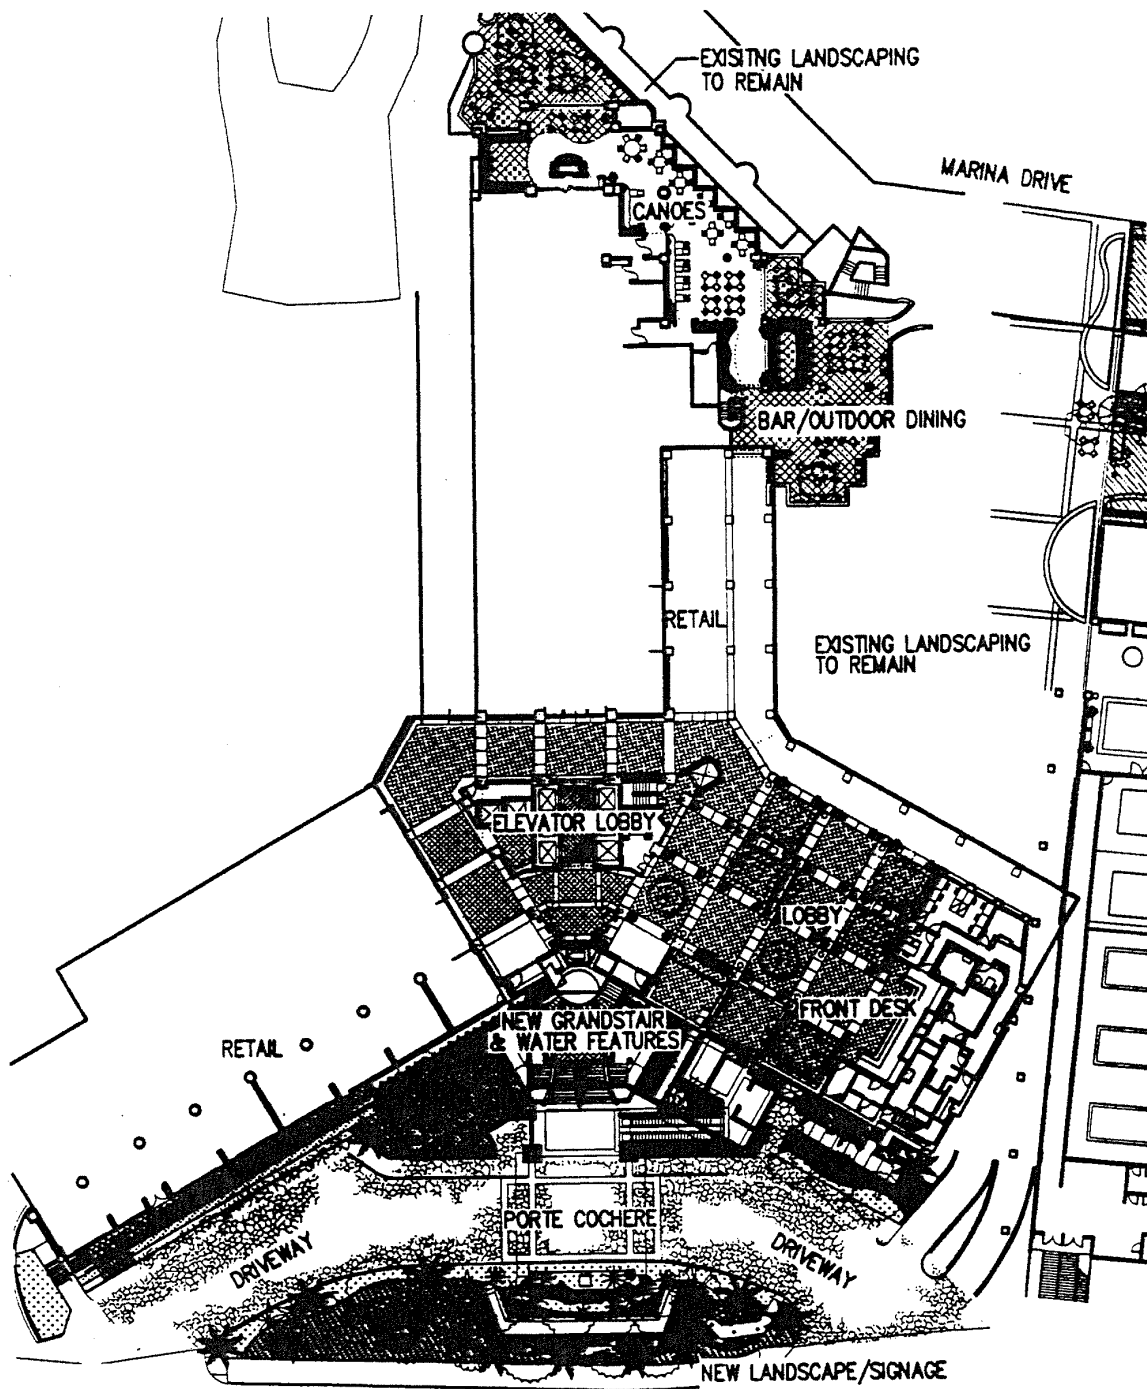 EXISITNG LANDSCAPING
TO REMAIN
MARINA DRIVE
CANOES
BAR/OUTDOOR DINING
RETAIL
EXISTING LANDSCAPING
TO REMAIN
ELEVATOR LOBBY
LOBBY
FRONT DESK
NEW GRANDSTAIR
& WATER FEATURES
RETAIL
PORTE COCHERE
DRIVEWAY
DRIVEWAY
NEW LANDSCAPE/SIGNAGE